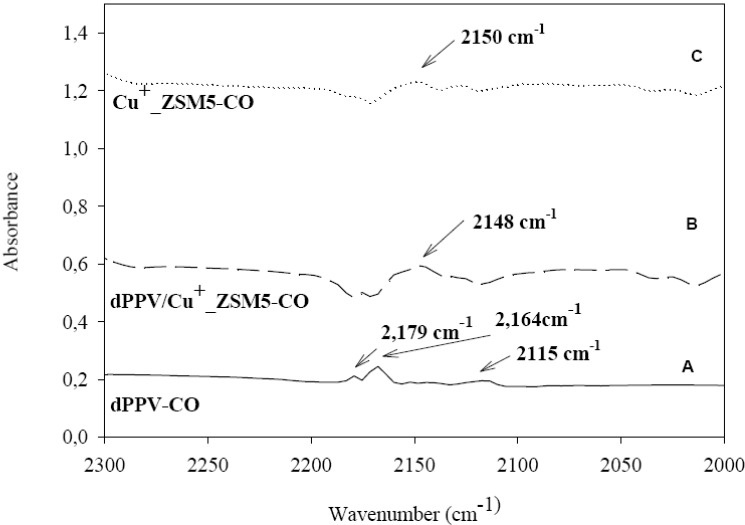 1,4
2150 cm-1
C
1,2
Cu+_ZSM5-CO
1,0
Absorbance
0,8
2148 cm-1
B
0,6
dPPV/Cu+_ZSM5-CO
0,4
2,179 cm-1
2,164cm-1
2115 cm-1
A
0,2
dPPV-CO
0,0
2300 2250 2200 2150 2100 2050 2000
Wavenumber (cm-1)